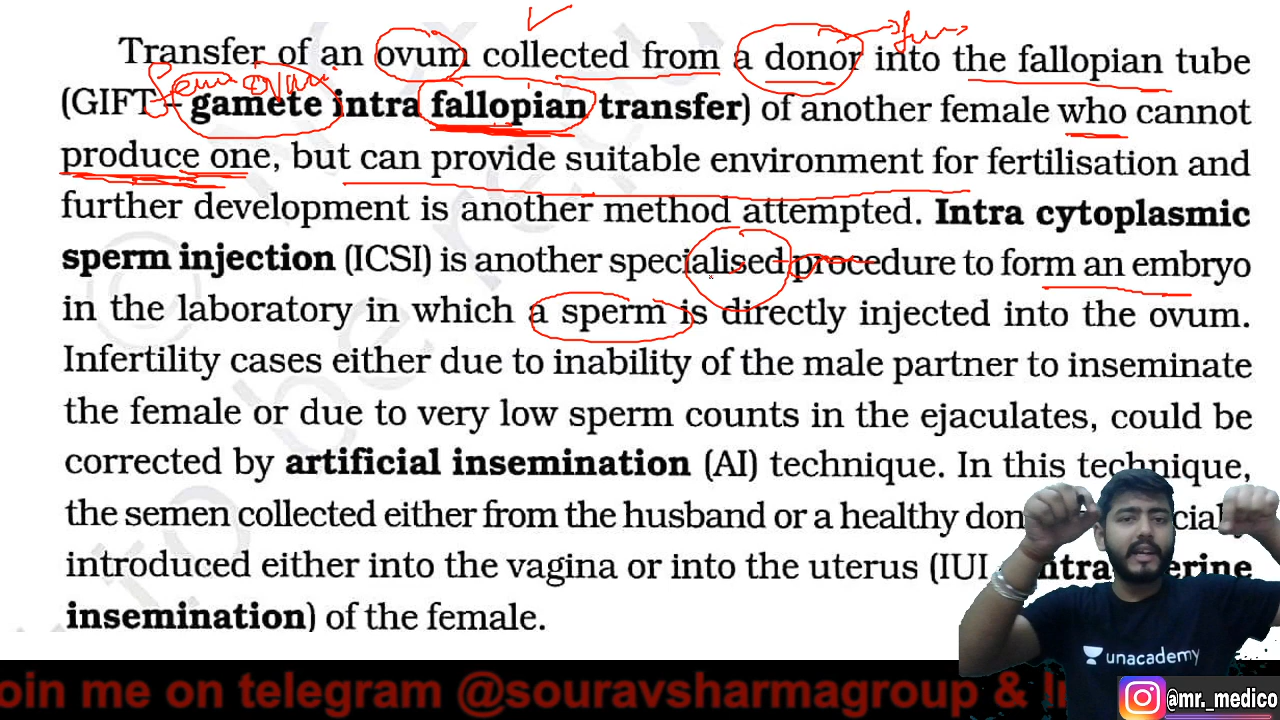 Transfer of an ovum collected from a donor into the fallopian tube
(GIFT – gamete intra fallopian transfer) of another female who cannot
produce one, but can provide suitable environment for fertilisation and
further development is another method attempted. Intra cytoplasmic
sperm injection (ICSI) is another specialised procedure to form an embryo
in the laboratory in which a sperm is directly injected into the ovum.
Infertility cases either due to inability of the male partner to inseminate
the female or due to very low sperm counts in the ejaculates, could be
corrected by artificial insemination (AI) technique. In this technique,
the semen collected either from the husband or a healthy don
introduced either into the vagina or into the uterus (IUI
insemination) of the female.
unacademy
oin me on telegram @souravsharmagroup &
@mr._medico